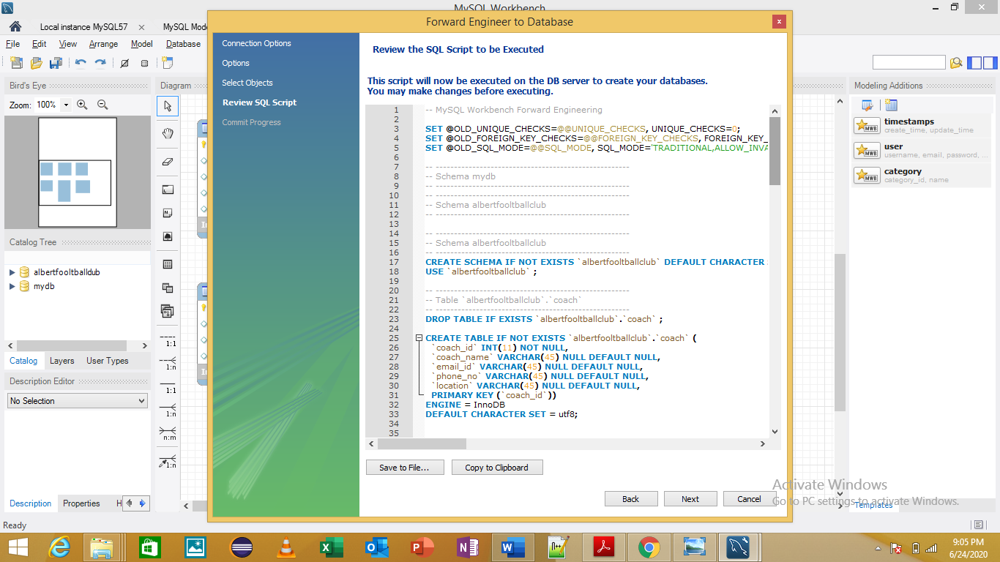 MySQL Workbench
Forward Engineer to Database
Local instance MySQL57
MySQL Mod
File Edit View Arrange Model Database
Bird's Eye
Zoom: 100%
Catalog Tree
albertfooltballclub
mydb
Catalog Layers User Types
Description Editor
No Selection
Description Properties H
Ready
Diagram
1:1
1:n
1:1
1:n
n:m
1:n
Connection Options
Options
Select Objects
Review SQL Script
Commit Progress
Review the SQL Script to be Executed
This script will now be executed on the DB server to create your databases.
You may make changes before executing.
1 -- MySQL Workbench Forward Engineering
2
3 SET @OLD_UNIQUE_CHECKS=@@UNIQUE_CHECKS, UNIQUE_CHECKS=0;
4 SET @OLD_FOREIGN_KEY_CHECKS=@@FOREIGN_KEY_CHECKS, FOREIGN_KEY_
5 SET @OLD_SQL_MODE=@@SQL_MODE, SQL_MODE='TRADITIONAL,ALLOW_INVA
6
7 -- -----------------------------------------------------
8 -- Schema mydb
9 -- -----------------------------------------------------
10 -- -----------------------------------------------------
11 -- Schema albertfooltballclub
12 -- -----------------------------------------------------
13
14 -- -----------------------------------------------------
15 -- Schema albertfooltballclub
16 -- -----------------------------------------------------
17 CREATE SCHEMA IF NOT EXISTS `albertfooltballclub` DEFAULT CHARACTER
18 USE `albertfooltballclub` ;
19
20 -- -----------------------------------------------------
21 -- Table `albertfooltballclub`.`coach`
22 -- -----------------------------------------------------
23 DROP TABLE IF EXISTS `albertfooltballclub`.`coach` ;
24
25 CREATE TABLE IF NOT EXISTS `albertfooltballclub`.`coach` (
26 `coach_id` INT(11) NOT NULL,
27 `coach_name` VARCHAR(45) NULL DEFAULT NULL,
28 `email_id` VARCHAR(45) NULL DEFAULT NULL,
29 `phone_no` VARCHAR(45) NULL DEFAULT NULL,
30 `location` VARCHAR(45) NULL DEFAULT NULL,
31 PRIMARY KEY (`coach_id`))
32 ENGINE = InnoDB
33 DEFAULT CHARACTER SET = utf8;
34
35
Save to File... Copy to Clipboard
Back Next Cancel
Modeling Additions
timestamps
create_time, update_time
user
username, email, password, ...
category
category_id, name
Templates
Activate Windows
Go to PC settings to activate Windows.
9:05 PM
6/24/2020